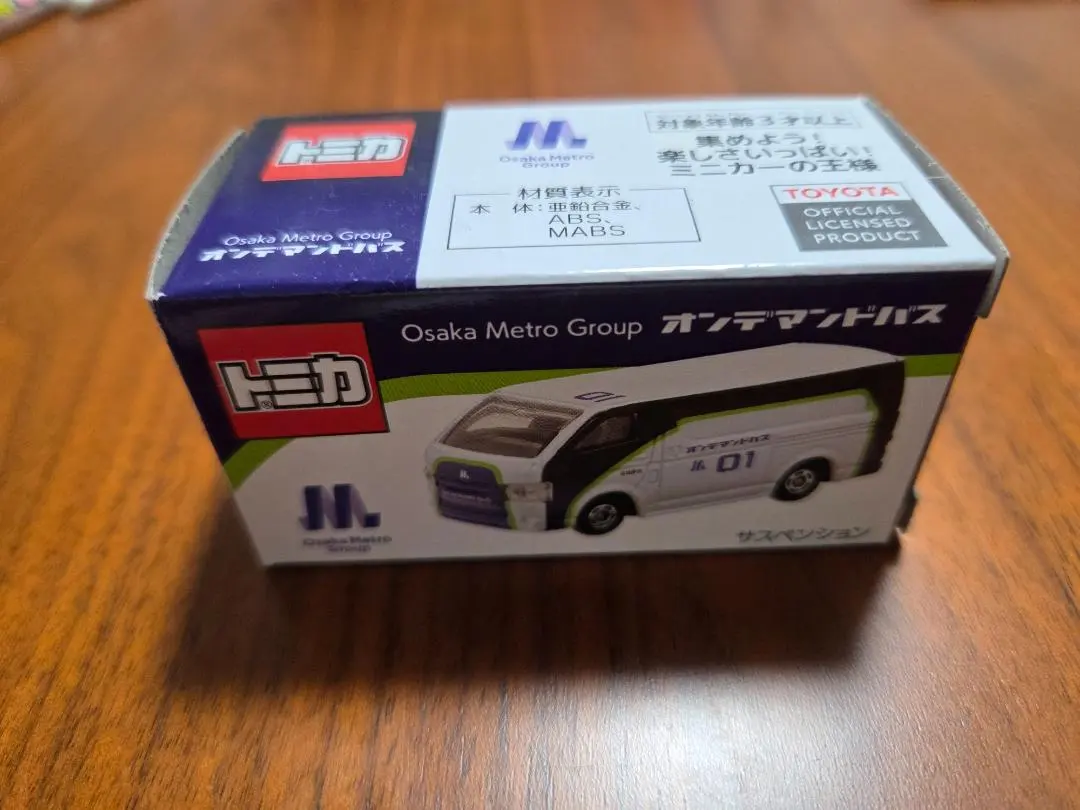 トミカ
Osaka Metro Group
オンデマンドバス
Osaka Metro
Group
材質表示
本 体:亜鉛合金、
ABS、
MABS
対象年齢3才以上
集めよう!
楽しさいっぱい!
ミニカーの王様
TOYOTA
OFFICIAL
LICENSED
PRODUCT
トミカ®
Osaka Metro Group オンデマンドバス
01
オンデマンドバス
01
Osaka Metro
Group
サスペンション